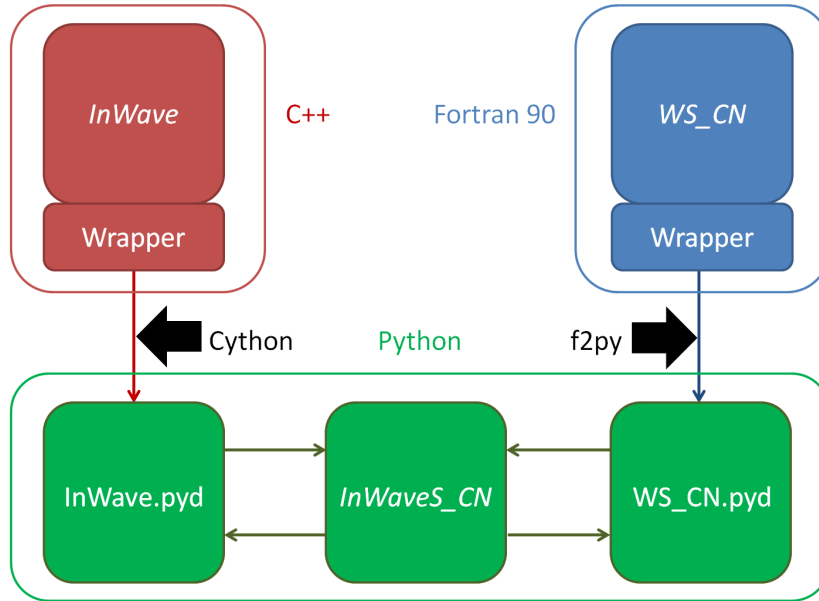 InWave
C++
Fortran 90
WS_CN
Wrapper
Wrapper
Cython
Python
f2py
InWave.pyd
InWaveS_CN
WS_CN.pyd